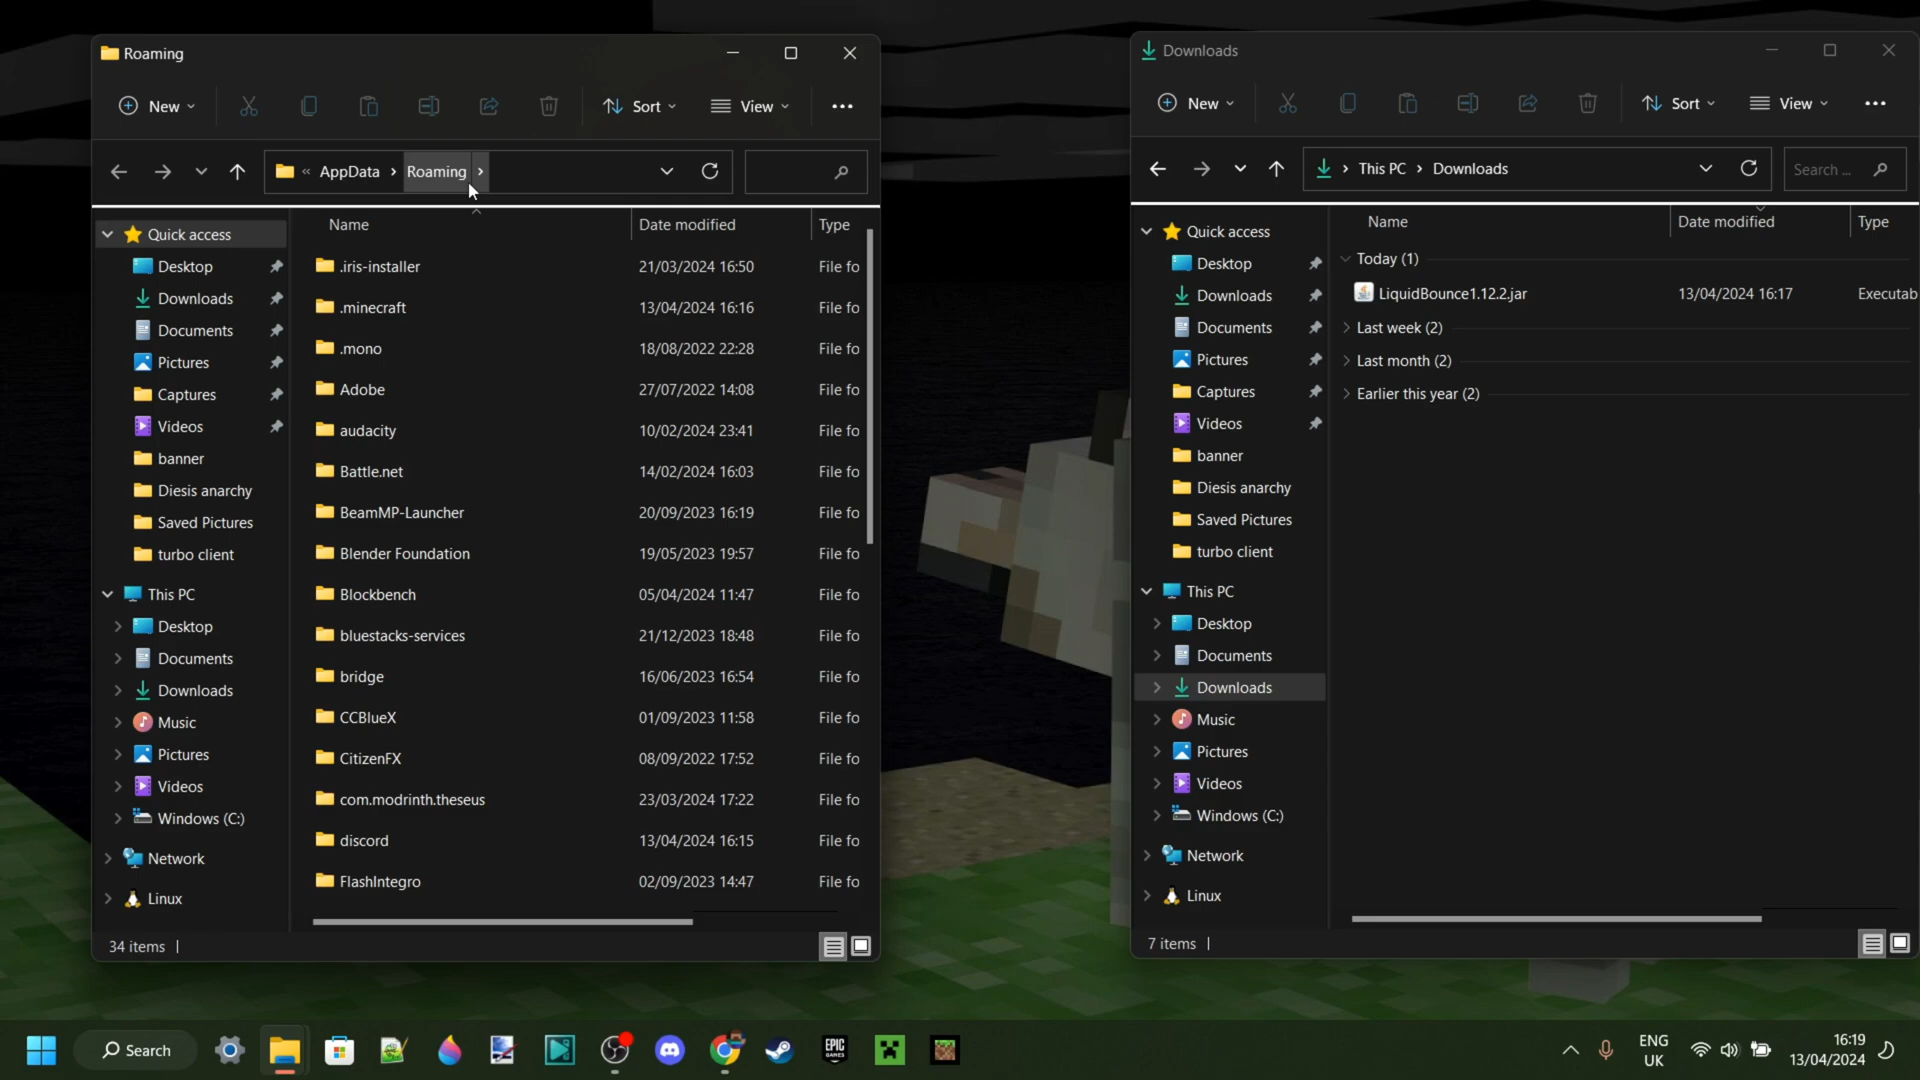 Roaming
New
Sort
View
AppData
Roaming
Name
Date modified
Type
Quick access
Desktop
Downloads
Documents
Pictures
Captures
Videos
banner
Diesis anarchy
Saved Pictures
turbo client
This PC
Desktop
Documents
Downloads
Music
Pictures
Videos
Windows (C:)
Network
Linux
.iris-installer 21/03/2024 16:50 File fo
.minecraft 13/04/2024 16:16 File fo
.mono 18/08/2022 22:28 File fo
Adobe 27/07/2022 14:08 File fo
audacity 10/02/2024 23:41 File fo
Battle.net 14/02/2024 16:03 File fo
BeamMP-Launcher 20/09/2023 16:19 File fo
Blender Foundation 19/05/2023 19:57 File fo
Blockbench 05/04/2024 11:47 File fo
bluestacks-services 21/12/2023 18:48 File fo
bridge 16/06/2023 16:54 File fo
CCBlueX 01/09/2023 11:58 File fo
CitizenFX 08/09/2022 17:52 File fo
com.modrinth.theseus 23/03/2024 17:22 File fo
discord 13/04/2024 16:15 File fo
FlashIntegro 02/09/2023 14:47 File fo
34 items
Downloads
New
Sort
View
This PC
Downloads
Search ...
Name
Date modified
Type
Quick access
Desktop
Downloads
Documents
Pictures
Captures
Videos
banner
Diesis anarchy
Saved Pictures
turbo client
This PC
Desktop
Documents
Downloads
Music
Pictures
Videos
Windows (C:)
Network
Linux
Today (1)
LiquidBounce1.12.2.jar 13/04/2024 16:17 Executab
Last week (2)
Last month (2)
Earlier this year (2)
7 items
Search
EPIC
GAMES
ENG
UK
16:19
13/04/2024